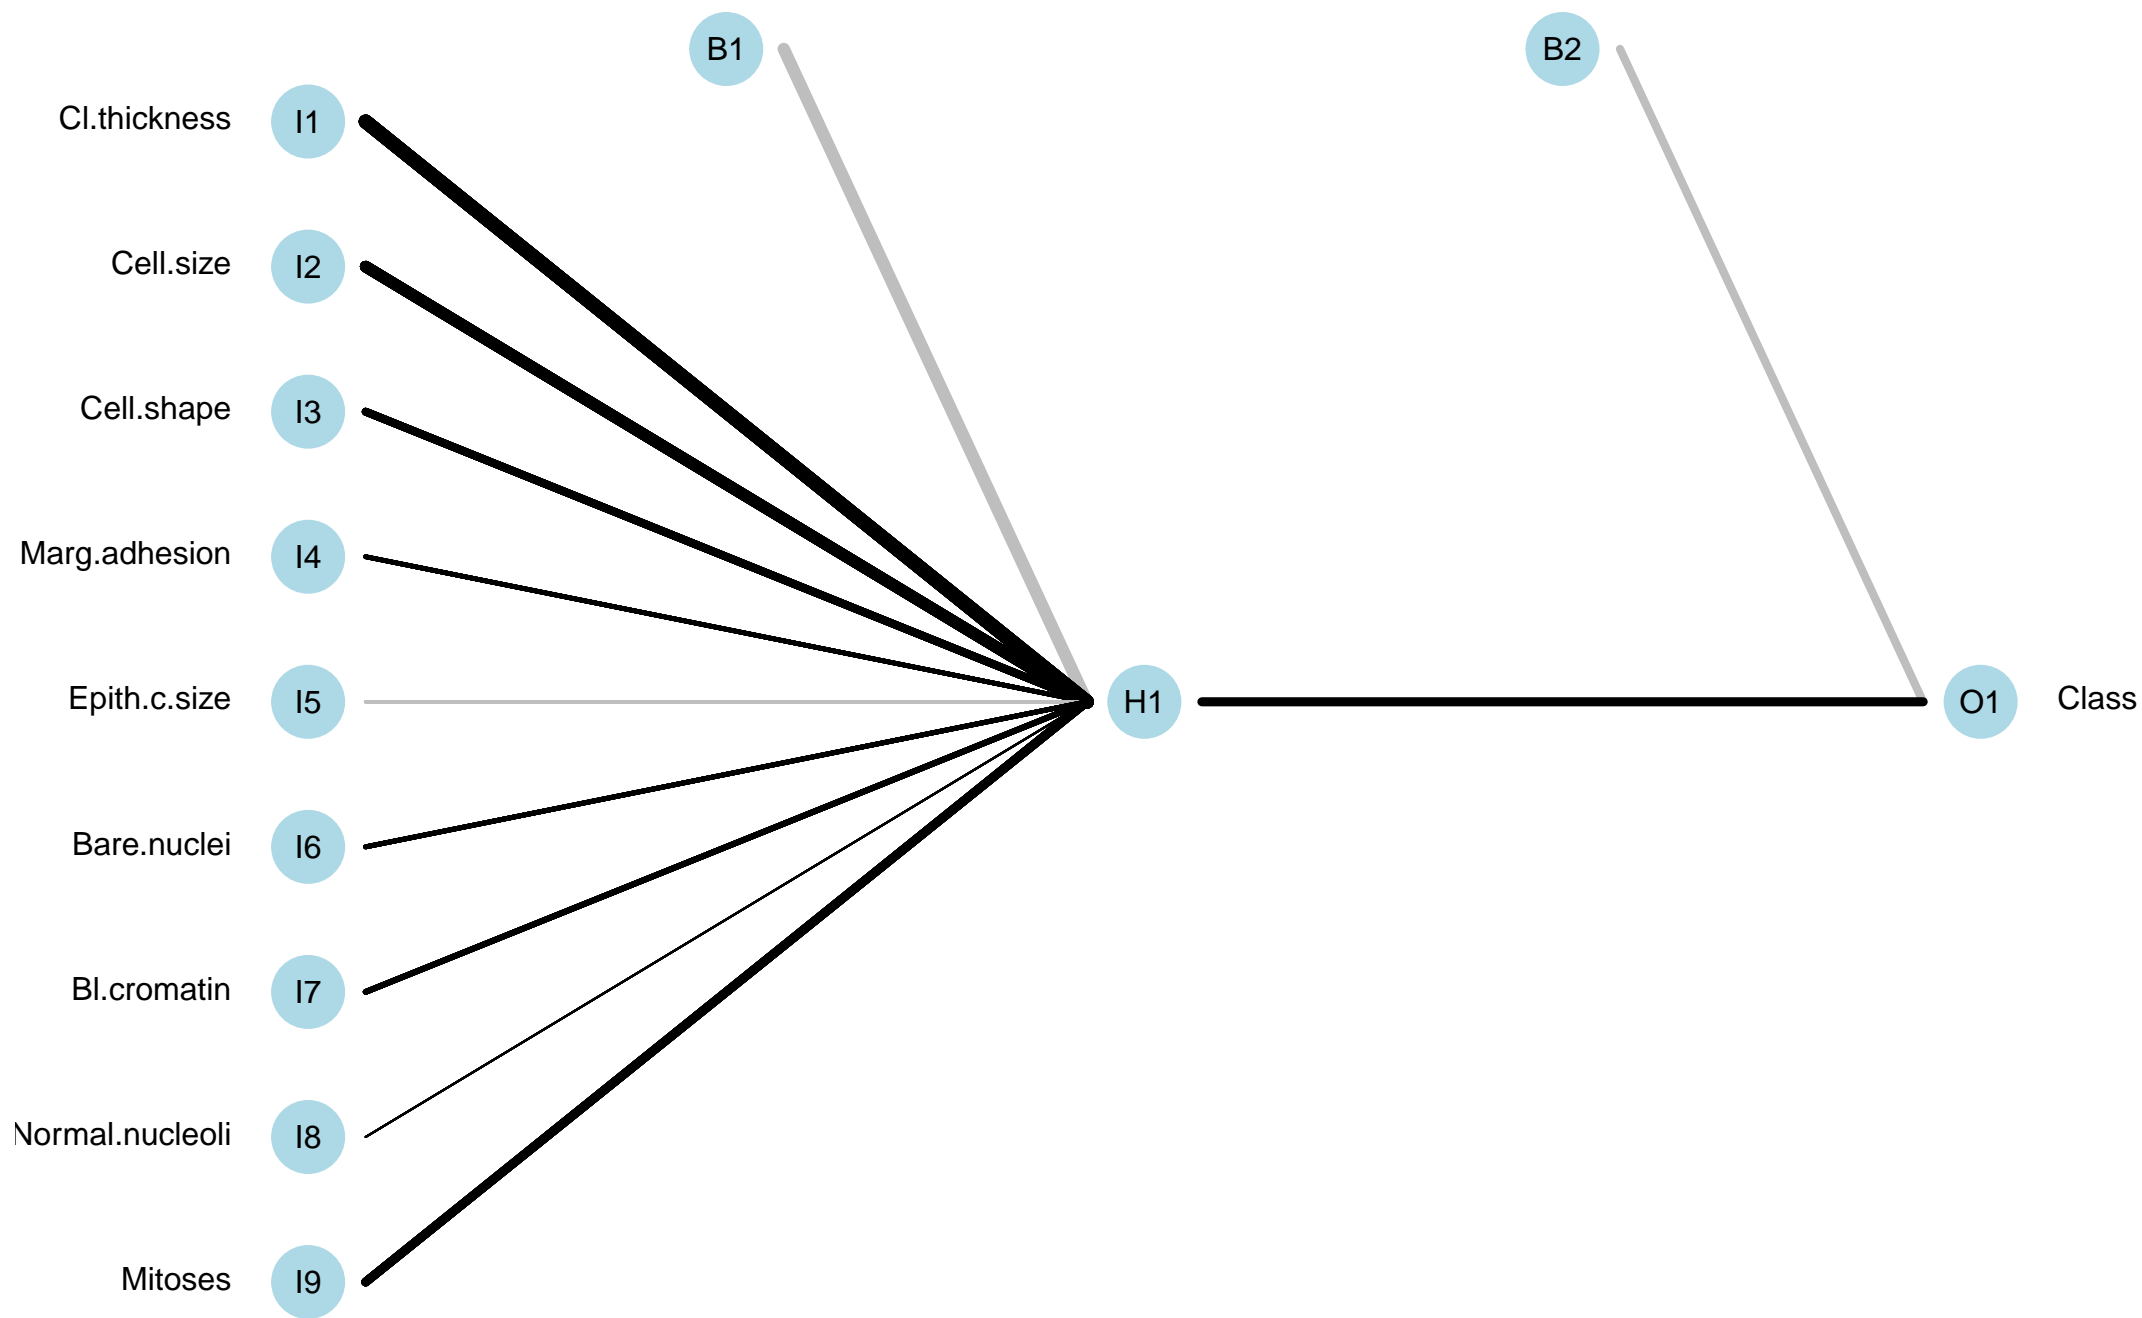 B1
B2
Cl.thickness I1
Cell.size I2
Cell.shape I3
Marg.adhesion I4
Epith.c.size I5
H1
O1 Class
Bare.nuclei I6
Bl.cromatin I7
Normal.nucleoli I8
Mitoses I9